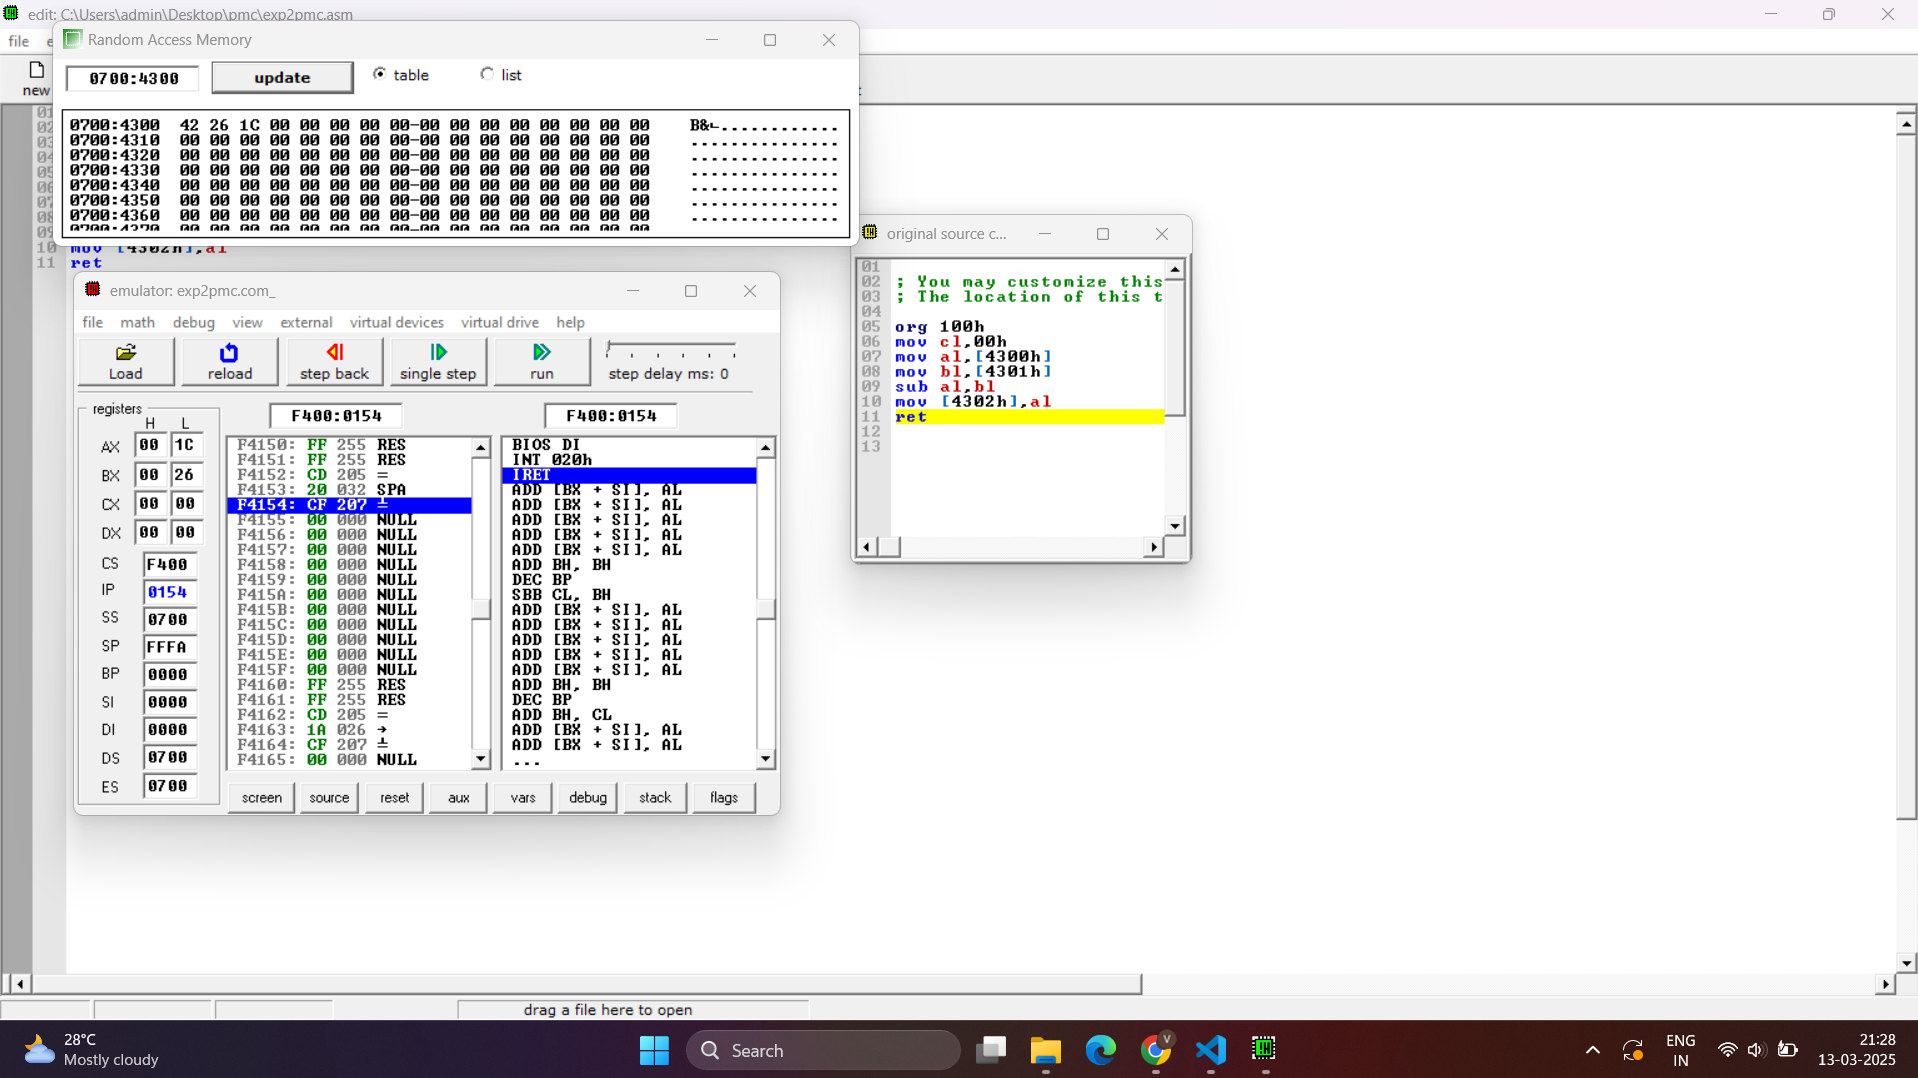 edit: C:\Users\admin\Desktop\pmc\exp2pmc.asm
file
new
Random Access Memory
0700:4300 update table list
0700:4300 42 26 1C 00 00 00 00 00-00 00 00 00 00 00 00 00 B&∟.............
0700:4310 00 00 00 00 00 00 00 00-00 00 00 00 00 00 00 00 ................
0700:4320 00 00 00 00 00 00 00 00-00 00 00 00 00 00 00 00 ................
0700:4330 00 00 00 00 00 00 00 00-00 00 00 00 00 00 00 00 ................
0700:4340 00 00 00 00 00 00 00 00-00 00 00 00 00 00 00 00 ................
0700:4350 00 00 00 00 00 00 00 00-00 00 00 00 00 00 00 00 ................
0700:4360 00 00 00 00 00 00 00 00-00 00 00 00 00 00 00 00 ................
0700:4370 00 00 00 00 00 00 00 00-00 00 00 00 00 00 00 00
10 mov [4302h],al
11 ret
emulator: exp2pmc.com_
file math debug view external virtual devices virtual drive help
Load reload step back single step run step delay ms: 0
registers
H L
AX 00 1C
BX 00 26
CX 00 00
DX 00 00
CS F400
IP 0154
SS 0700
SP FFFA
BP 0000
SI 0000
DI 0000
DS 0700
ES 0700
F400:0154
F4150: FF 255 RES
F4151: FF 255 RES
F4152: CD 205 =
F4153: 20 032 SPA
F4154: CF 207 ╧
F4155: 00 000 NULL
F4156: 00 000 NULL
F4157: 00 000 NULL
F4158: 00 000 NULL
F4159: 00 000 NULL
F415A: 00 000 NULL
F415B: 00 000 NULL
F415C: 00 000 NULL
F415D: 00 000 NULL
F415E: 00 000 NULL
F415F: 00 000 NULL
F4160: FF 255 RES
F4161: FF 255 RES
F4162: CD 205 =
F4163: 1A 026 →
F4164: CF 207 ╧
F4165: 00 000 NULL
F400:0154
BIOS DI
INT 020h
IRET
ADD [BX + SI], AL
ADD [BX + SI], AL
ADD [BX + SI], AL
ADD [BX + SI], AL
ADD [BX + SI], AL
ADD BH, BH
DEC BP
SBB CL, BH
ADD [BX + SI], AL
ADD [BX + SI], AL
ADD [BX + SI], AL
ADD [BX + SI], AL
ADD [BX + SI], AL
ADD BH, BH
DEC BP
ADD BH, CL
ADD [BX + SI], AL
ADD [BX + SI], AL
...
screen source reset aux vars debug stack flags
original source c...
01
02 ; You may customize this
03 ; The location of this t
04
05 org 100h
06 mov cl,00h
07 mov al,[4300h]
08 mov bl,[4301h]
09 sub al,bl
10 mov [4302h],al
11 ret
12
13
drag a file here to open
28°C
Mostly cloudy
Search
ENG
IN
21:28
13-03-2025